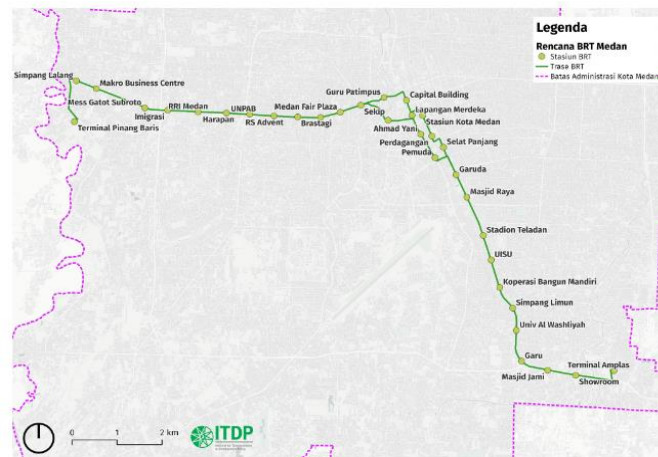 Legenda
Rencana BRT Medan
Stasiun BRT
Trase BRT
Batas Administrasi Kota Medan
Simpang Lalang
Makro Business Centre
Mess Gatot Subroto
Terminal Pinang Baris
Imigrasi
RRI Medan
Harapan
UNPAB
RS Advent
Medan Fair Plaza
Brastagi
Guru Patimpus
Sekip
Capital Building
Lapangan Merdeka
Stasiun Kota Medan
Ahmad Yani
Perdagangan
Pemuda
Selat Panjang
Garuda
Masjid Raya
Stadion Teladan
UISU
Koperasi Bangun Mandiri
Simpang Limun
Univ Al Washliyah
Garu
Masjid Jami
Terminal Amplas
Showroom
0 1 2 km
ITDP